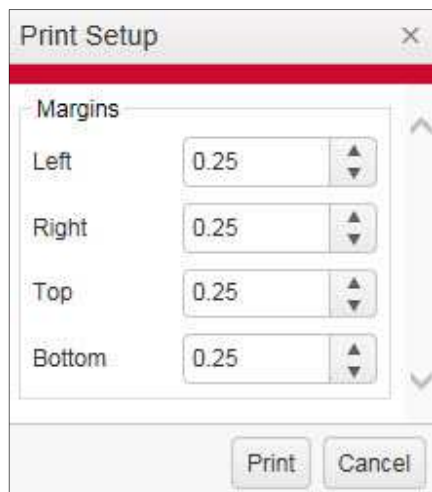 Print Setup
Margins
Left 0.25
Right 0.25
Top 0.25
Bottom 0.25
Print Cancel